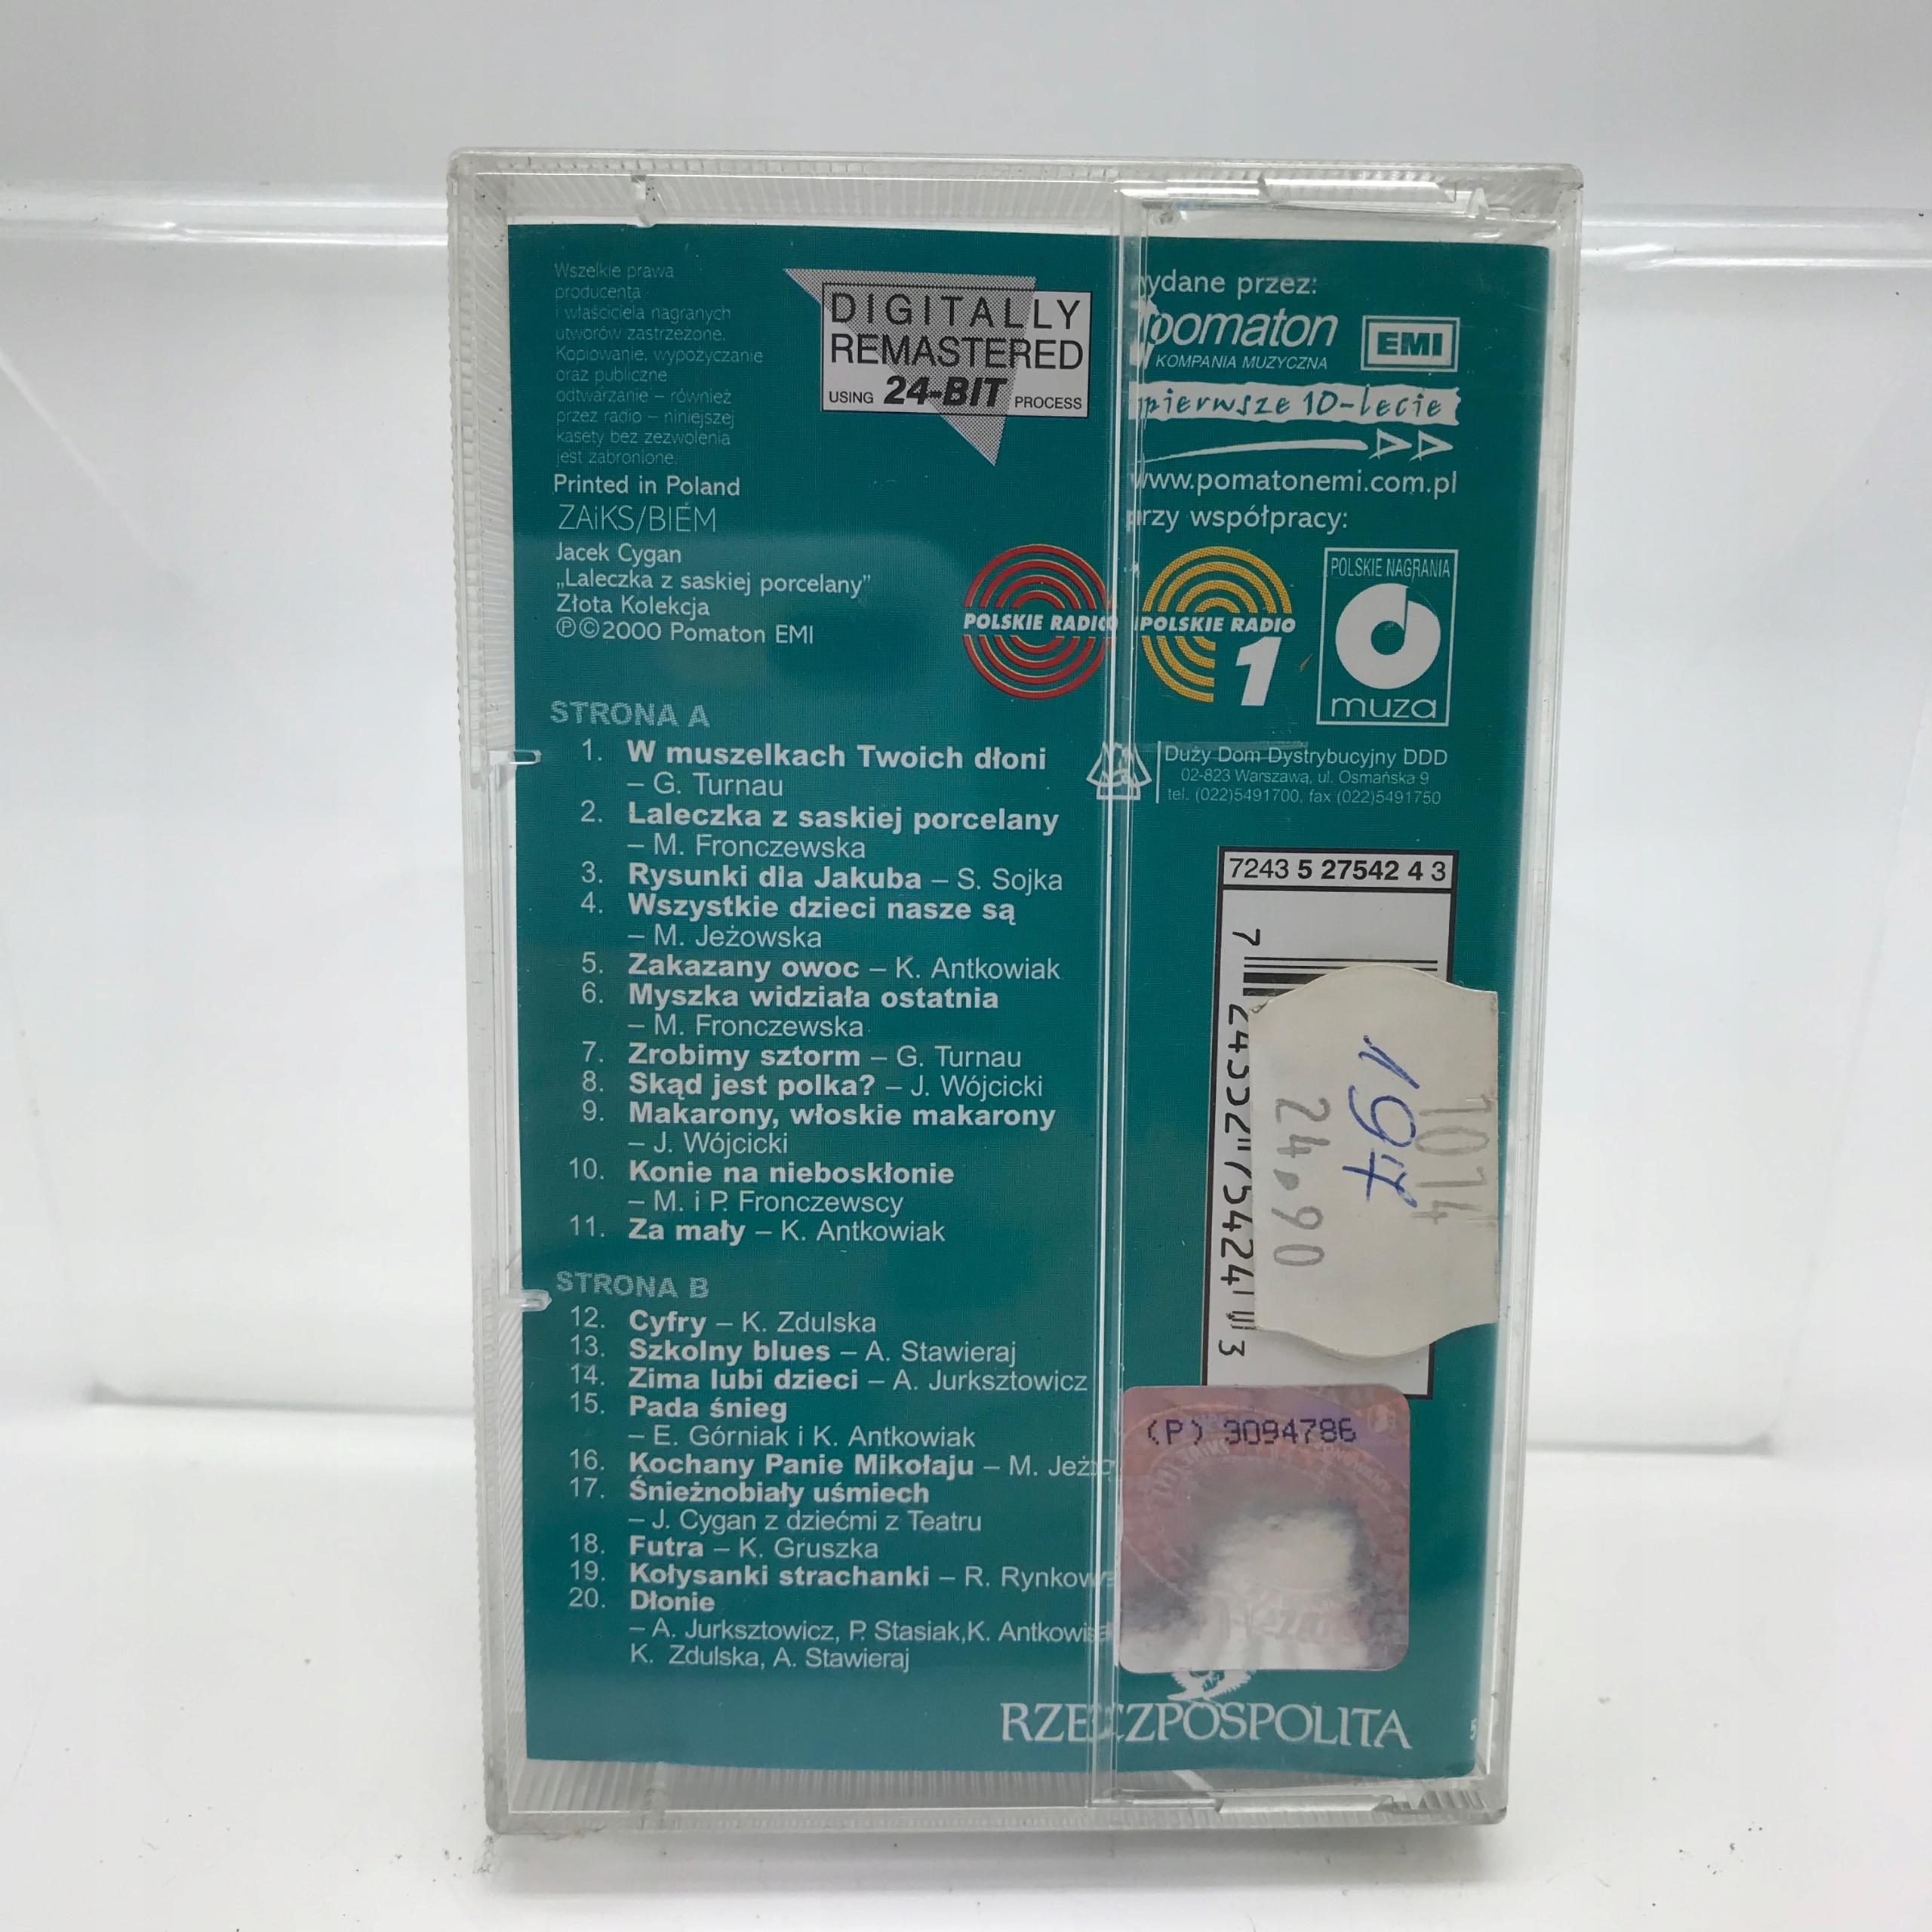 Wszelkie prawa
producenta
i właściciela nagranych
utworów zastrzeżone.
Kopiowanie, wypożyczanie
oraz publiczne
odtwarzanie – również
przez radio – niniejszej
kasety bez zezwolenia
jest zabronione.
Printed in Poland
ZAiKS/BIEM
Jacek Cygan
„Laleczka z saskiej porcelany”
Złota Kolekcja
℗©2000 Pomaton EMI
DIGITALLY
REMASTERED
USING 24-BIT PROCESS
ydane przez:
pomaton
KOMPANIA MUZYCZNA
EMI
pierwsze 10-lecie
www.pomatonemi.com.pl
przy współpracy:
POLSKIE RADIO
POLSKIE RADIO
1
POLSKIE NAGRANIA
muza
Duży Dom Dystrybucyjny DDD
02-823 Warszawa, ul. Osmańska 9
tel. (022)5491700, fax (022)5491750
STRONA A
1. W muszelkach Twoich dłoni
– G. Turnau
2. Laleczka z saskiej porcelany
– M. Fronczewska
3. Rysunki dla Jakuba – S. Sojka
4. Wszystkie dzieci nasze są
– M. Jeżowska
5. Zakazany owoc – K. Antkowiak
6. Myszka widziała ostatnia
– M. Fronczewska
7. Zrobimy sztorm – G. Turnau
8. Skąd jest polka? – J. Wójcicki
9. Makarony, włoskie makarony
– J. Wójcicki
10. Konie na nieboskłonie
– M. i P. Fronczewscy
11. Za mały – K. Antkowiak
STRONA B
12. Cyfry – K. Zdulska
13. Szkolny blues – A. Stawieraj
14. Zima lubi dzieci – A. Jurksztowicz
15. Pada śnieg
– E. Górniak i K. Antkowiak
16. Kochany Panie Mikołaju – M. Jeż
17. Śnieżnobiały uśmiech
– J. Cygan z dziećmi z Teatru
18. Futra – K. Gruszka
19. Kołysanki strachanki – R. Rynkow
20. Dłonie
– A. Jurksztowicz, P. Stasiak,K. Antkowi
K. Zdulska, A. Stawieraj
7243 5 27542 4 3
1014
194
24.90
(P) 3094786
RZECZPOSPOLITA